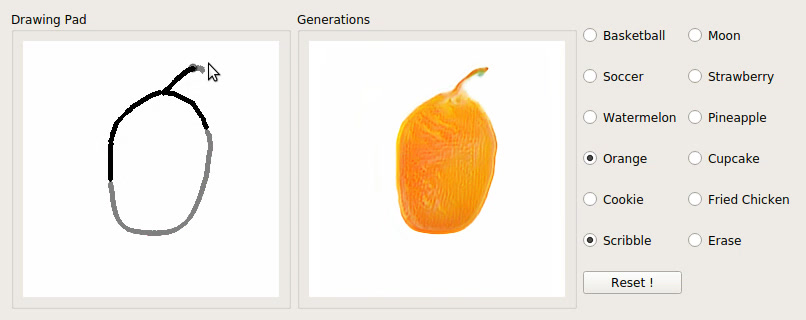 Drawing Pad
Generations
Basketball
Moon
Soccer
Strawberry
Watermelon
Pineapple
Orange
Cupcake
Cookie
Fried Chicken
Scribble
Erase
Reset !